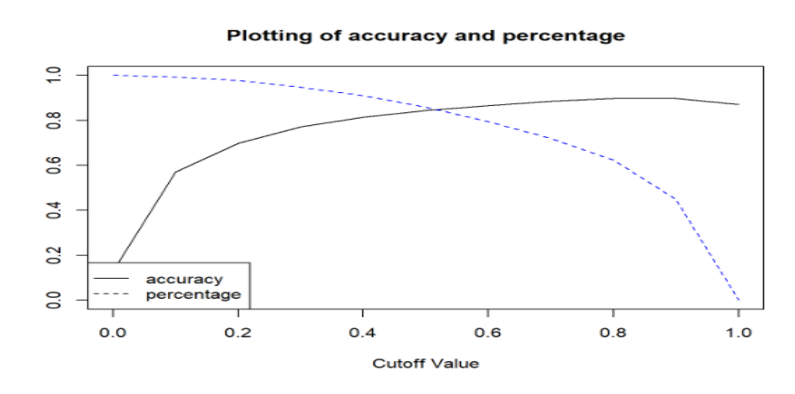 Plotting of accuracy and percentage
1.0
0.8
0.6
0.4
0.2
0.0
accuracy
percentage
0.0 0.2 0.4 0.6 0.8 1.0
Cutoff Value